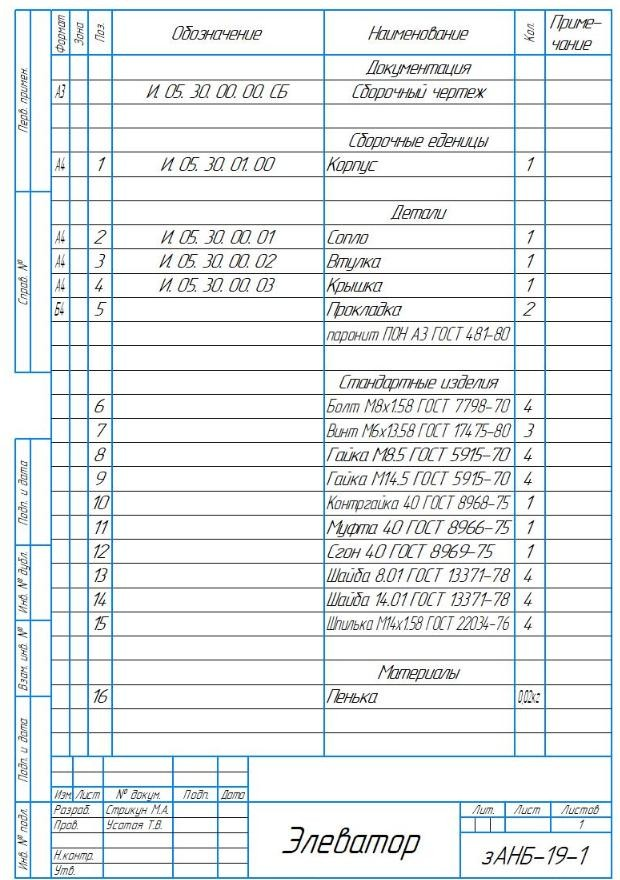 Формат Зона Поз. Обозначение Наименование Кол. Приме-
чание
Документация
А3 И. 05. 30. 00. 00. СБ Сборочный чертеж
Сборочные еденицы
А4 1 И. 05. 30. 01. 00 Корпус 1
Детали
А4 2 И. 05. 30. 00. 01 Сопло 1
А4 3 И. 05. 30. 00. 02 Втулка 1
А4 4 И. 05. 30. 00. 03 Крышка 1
Б4 5 Прокладка 2
паронит ПОН А3 ГОСТ 481-80
Стандартные изделия
6 Болт М8х1.58 ГОСТ 7798-70 4
7 Винт М6х13.58 ГОСТ 17475-80 3
8 Гайка М8.5 ГОСТ 5915-70 4
9 Гайка М14.5 ГОСТ 5915-70 4
10 Контргайка 40 ГОСТ 8968-75 1
11 Муфта 40 ГОСТ 8966-75 1
12 Сгон 40 ГОСТ 8969-75 1
13 Шайба 8.01 ГОСТ 13371-78 4
14 Шайба 14.01 ГОСТ 13371-78 4
15 Шпилька М14х1.58 ГОСТ 22034-76 4
Материалы
16 Пенька 0,02кг
Перв. примен.
Справ. №
Подп. и дата
Инв. № дубл.
Взам. инв. №
Подп. и дата
Инв. № подл.
Изм. Лист № докум. Подп. Дата
Разраб. Стрикун М.А.
Пров. Усатая Т.В.
Н.контр.
Утв.
Элеватор
Лит. Лист Листов
1
зАНБ-19-1